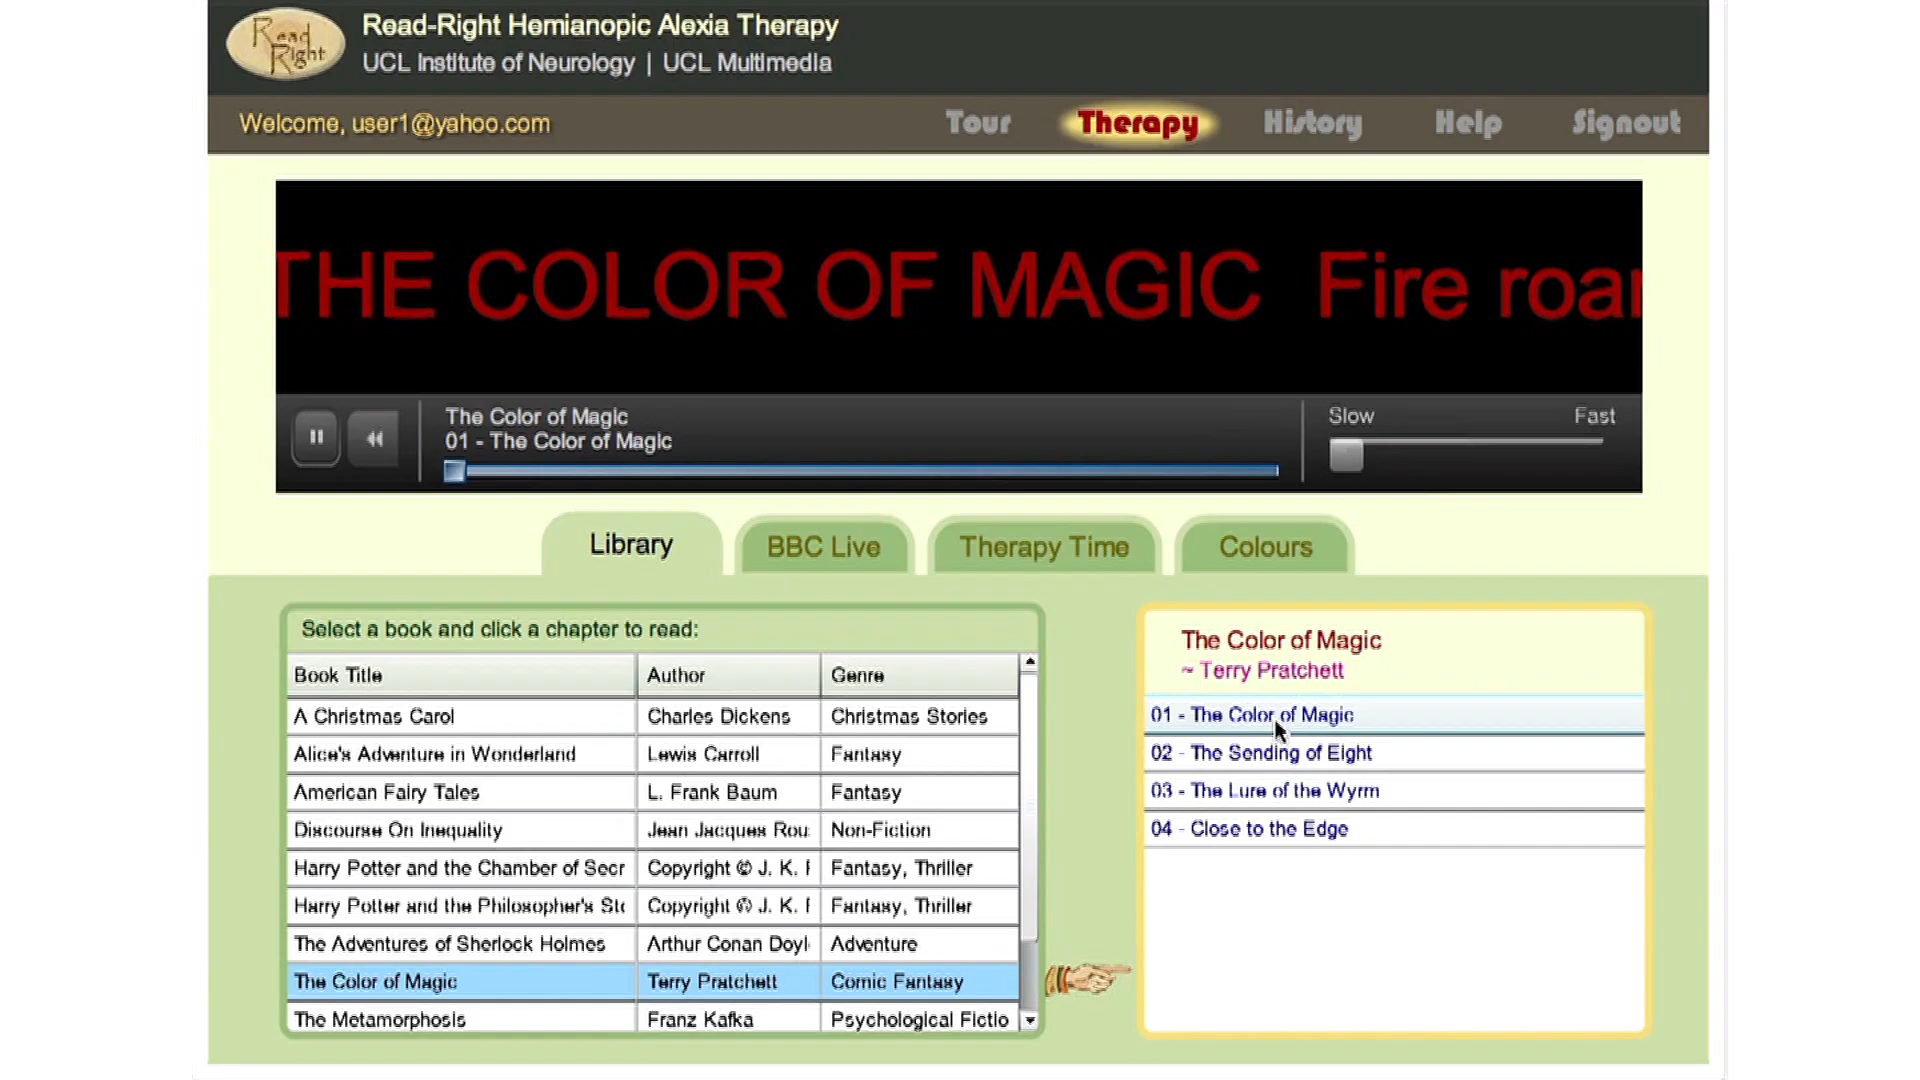 Read
Right
Read-Right Hemianopic Alexia Therapy
UCL Institute of Neurology | UCL Multimedia
Welcome, user1@yahoo.com
Tour Therapy History Help Signout
THE COLOR OF MAGIC Fire roar
The Color of Magic
01 - The Color of Magic
Slow Fast
Library BBC Live Therapy Time Colours
Select a book and click a chapter to read:
Book Title Author Genre
A Christmas Carol Charles Dickens Christmas Stories
Alice's Adventure in Wonderland Lewis Carroll Fantasy
American Fairy Tales L. Frank Baum Fantasy
Discourse On Inequality Jean Jacques Rou Non-Fiction
Harry Potter and the Chamber of Secr Copyright © J. K. Fantasy, Thriller
Harry Potter and the Philosopher's Sto Copyright © J. K. Fantasy, Thriller
The Adventures of Sherlock Holmes Arthur Conan Doyl Adventure
The Color of Magic Terry Pratchett Comic Fantasy
The Metamorphosis Franz Kafka Psychological Fictio
The Color of Magic
~ Terry Pratchett
01 - The Color of Magic
02 - The Sending of Eight
03 - The Lure of the Wyrm
04 - Close to the Edge